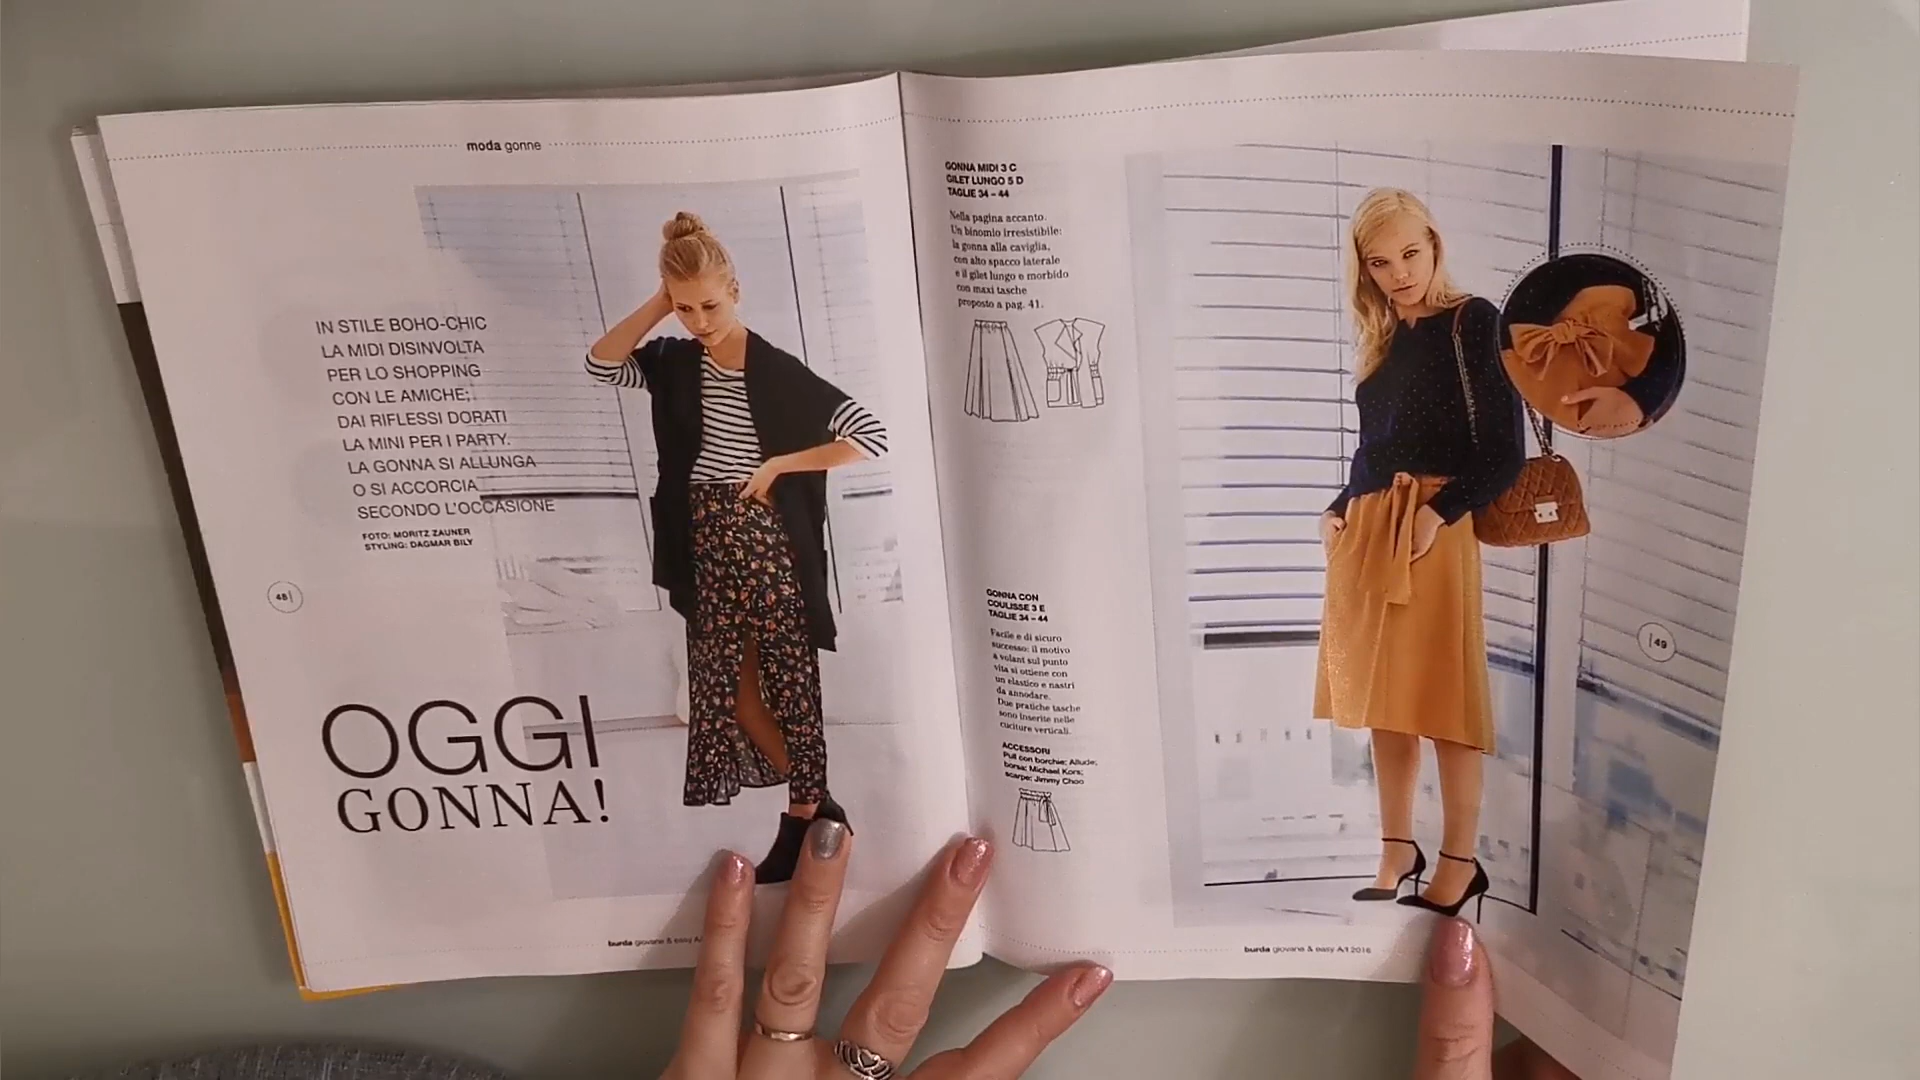 moda gonne
IN STILE BOHO-CHIC
LA MIDI DISINVOLTA
PER LO SHOPPING
CON LE AMICHE;
DAI RIFLESSI DORATI
LA MINI PER I PARTY.
LA GONNA SI ALLUNGA
O SI ACCORCIA
SECONDO L'OCCASIONE
FOTO: MORITZ ZAUNER
STYLING: DAGMAR BILY
48|
OGGI
GONNA!
burda giovane & easy A/
GONNA MIDI 3 C
GILET LUNGO 5 D
TAGLIE 34 – 44
Nella pagina accanto.
Un binomio irresistibile:
la gonna alla caviglia,
con alto spacco laterale
e il gilet lungo e morbido
con maxi tasche
proposto a pag. 41.
GONNA CON
COULISSE 3 E
TAGLIE 34 – 44
Facile e di sicuro
successo: il motivo
a volant sul punto
vita si ottiene con
un elastico e nastri
da annodare.
Due pratiche tasche
sono inserite nelle
cuciture verticali.
ACCESSORI
Pull con borchie: Allude;
borsa: Michael Kors;
scarpe: Jimmy Choo
|49
burda giovane & easy A/I 2016